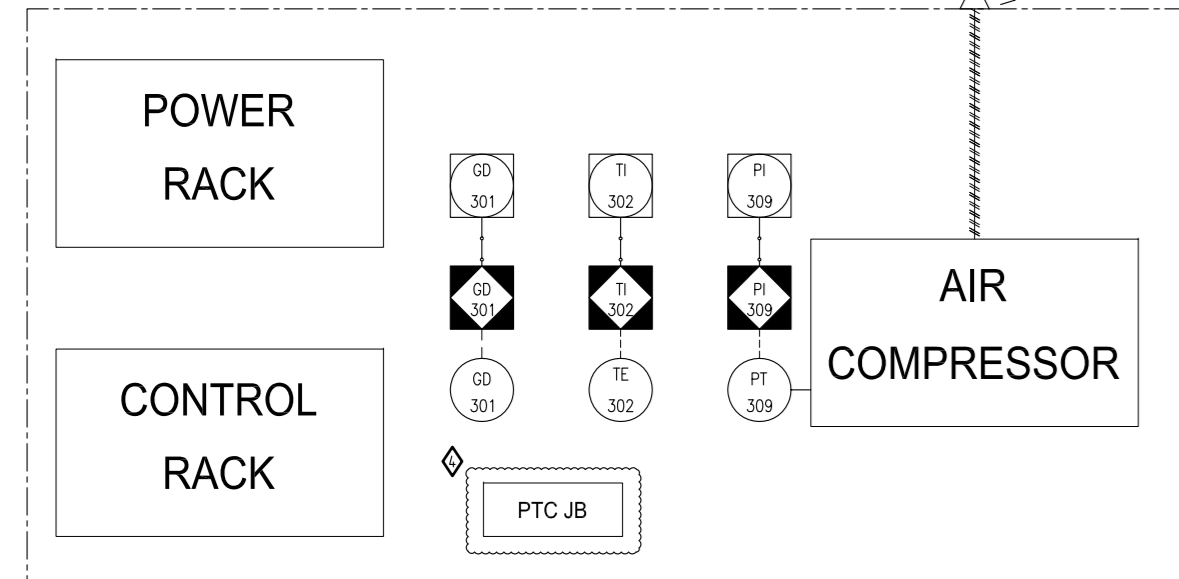 POWER
RACK
GD
301
TI
302
PI
309
GD
301
TI
302
PI
309
AIR
COMPRESSOR
CONTROL
RACK
GD
301
TE
302
PT
309
4
PTC JB